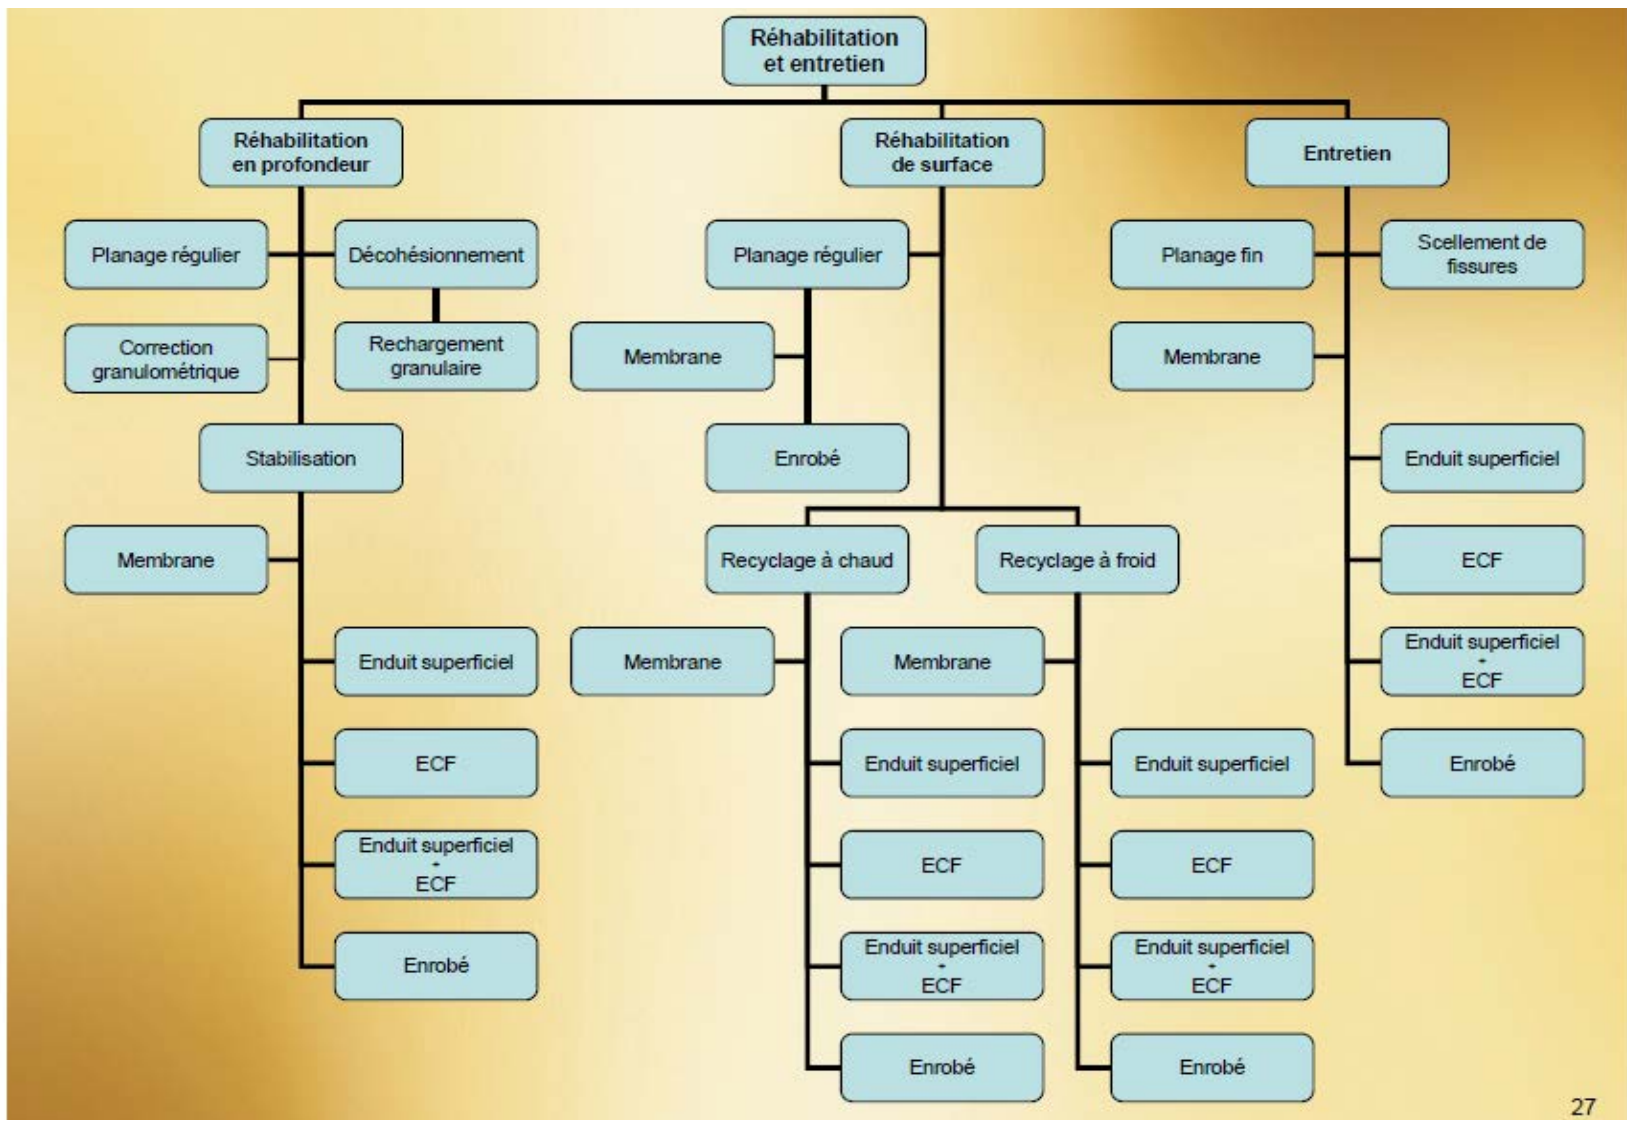 Réhabilitation
et entretien
Réhabilitation
en profondeur
Réhabilitation
de surface
Entretien
Planage régulier
Décohésionnement
Planage régulier
Planage fin
Scellement de
fissures
Correction
granulométrique
Rechargement
granulaire
Membrane
Membrane
Stabilisation
Enrobé
Enduit superficiel
Membrane
Recyclage à chaud
Recyclage à froid
ECF
Enduit superficiel
Membrane
Membrane
Enduit superficiel
+
ECF
ECF
Enduit superficiel
Enduit superficiel
Enrobé
Enduit superficiel
+
ECF
ECF
ECF
Enrobé
Enduit superficiel
+
ECF
Enduit superficiel
+
ECF
Enrobé
Enrobé
27